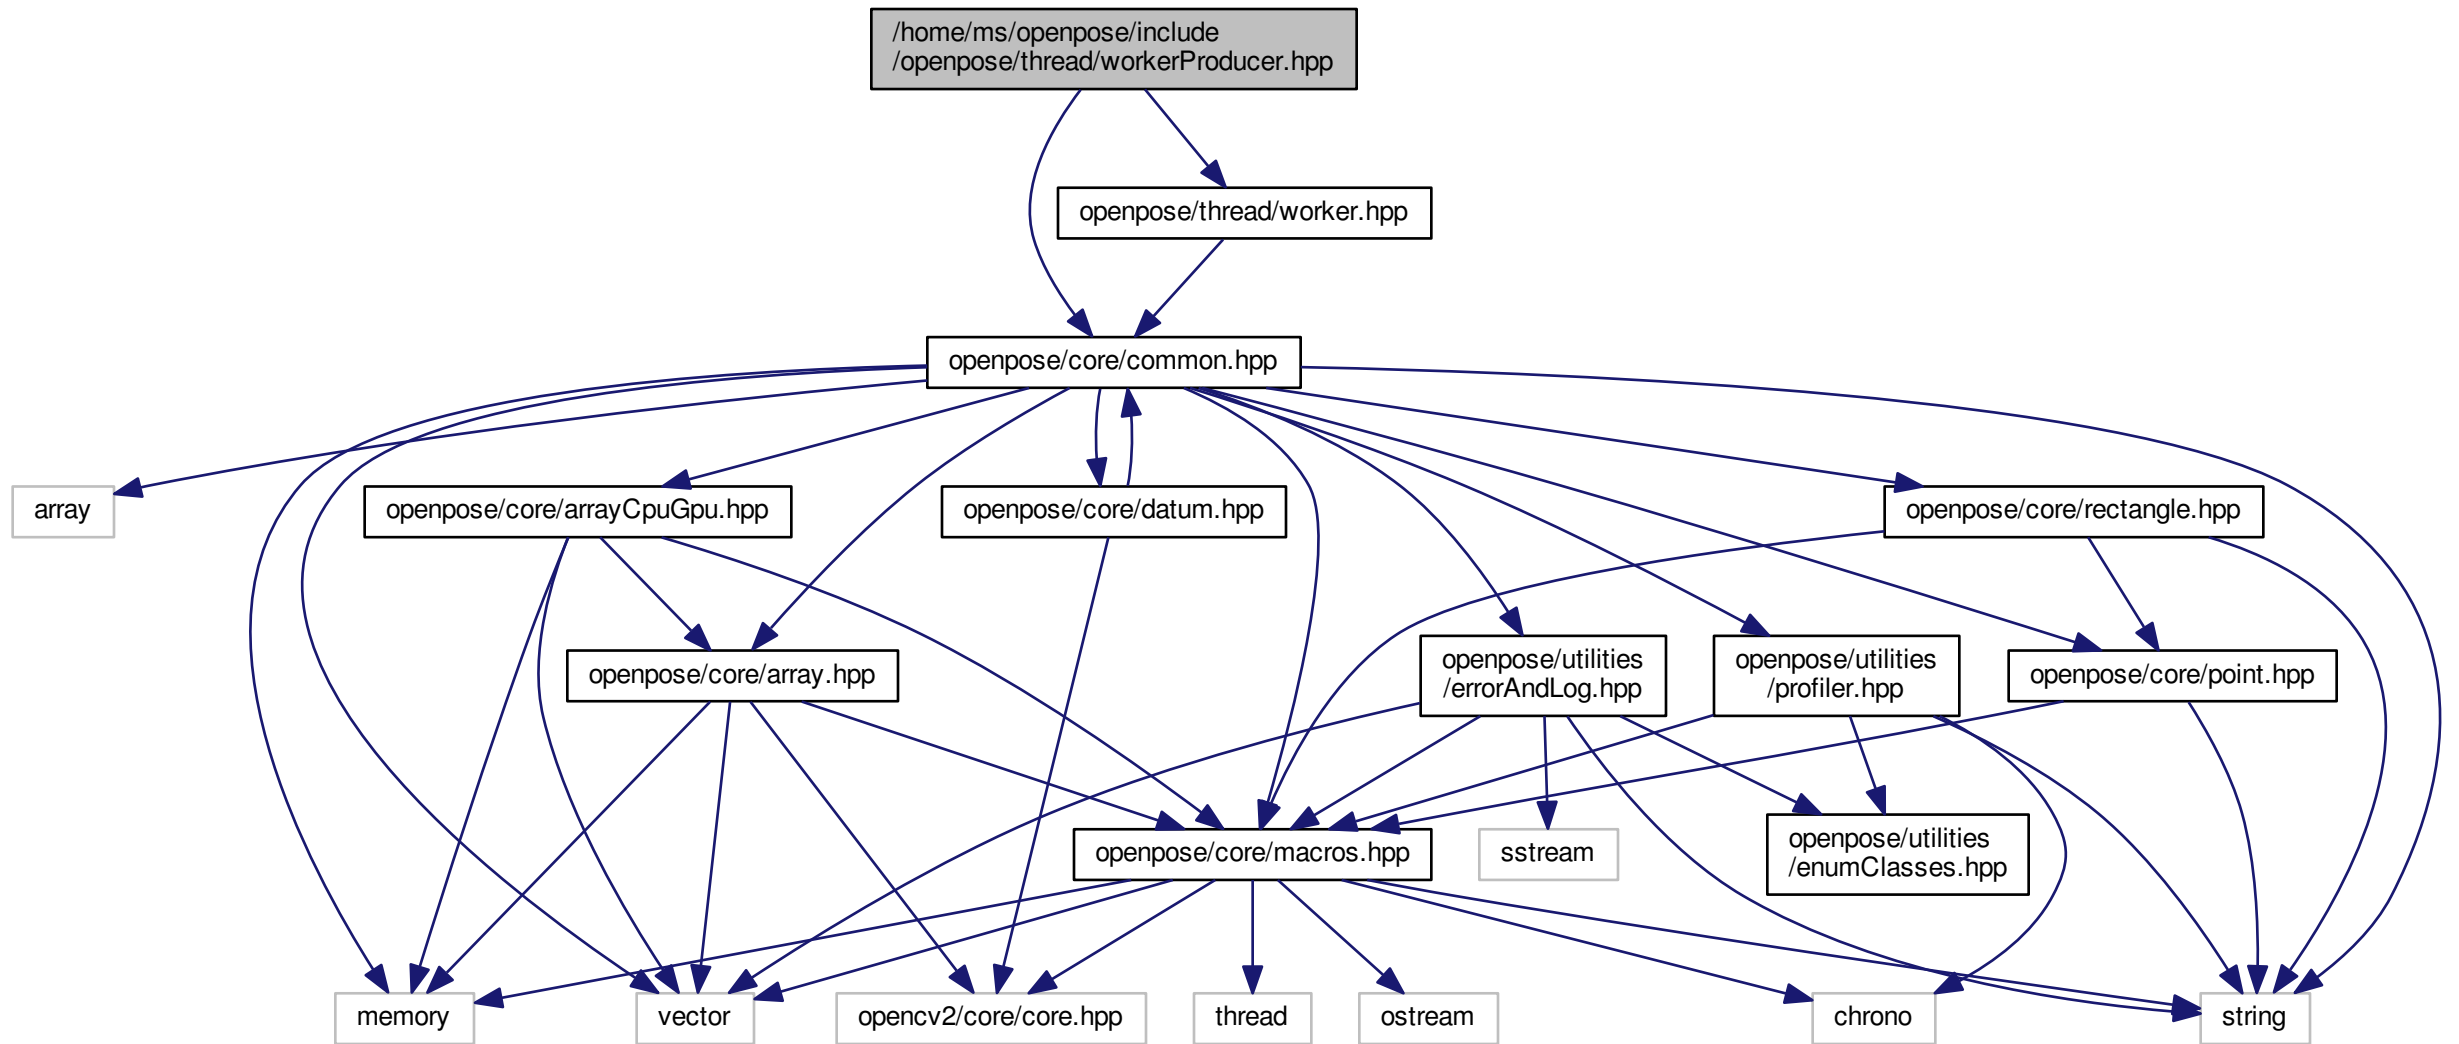 /home/ms/openpose/include
/openpose/thread/workerProducer.hpp
openpose/thread/worker.hpp
openpose/core/common.hpp
array
openpose/core/arrayCpuGpu.hpp
openpose/core/datum.hpp
openpose/core/rectangle.hpp
openpose/core/array.hpp
openpose/utilities
/errorAndLog.hpp
openpose/utilities
/profiler.hpp
openpose/core/point.hpp
openpose/core/macros.hpp
sstream
openpose/utilities
/enumClasses.hpp
memory
vector
opencv2/core/core.hpp
thread
ostream
chrono
string